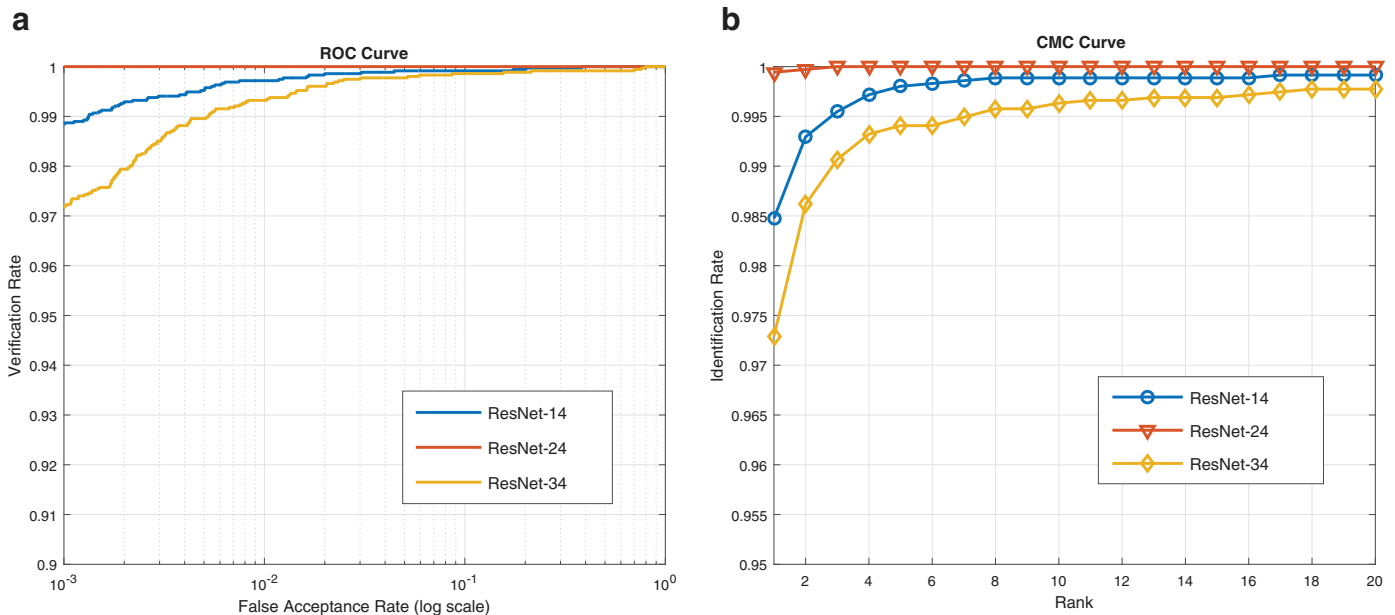 a
ROC Curve
1
0.99
0.98
0.97
0.96
0.95
0.94
0.93
0.92
0.91
0.9
Verification Rate
10^-3
10^-2
10^-1
10^0
False Acceptance Rate (log scale)
ResNet-14
ResNet-24
ResNet-34
b
CMC Curve
1
0.995
0.99
0.985
0.98
0.975
0.97
0.965
0.96
0.955
0.95
Identification Rate
2 4 6 8 10 12 14 16 18 20
Rank
ResNet-14
ResNet-24
ResNet-34